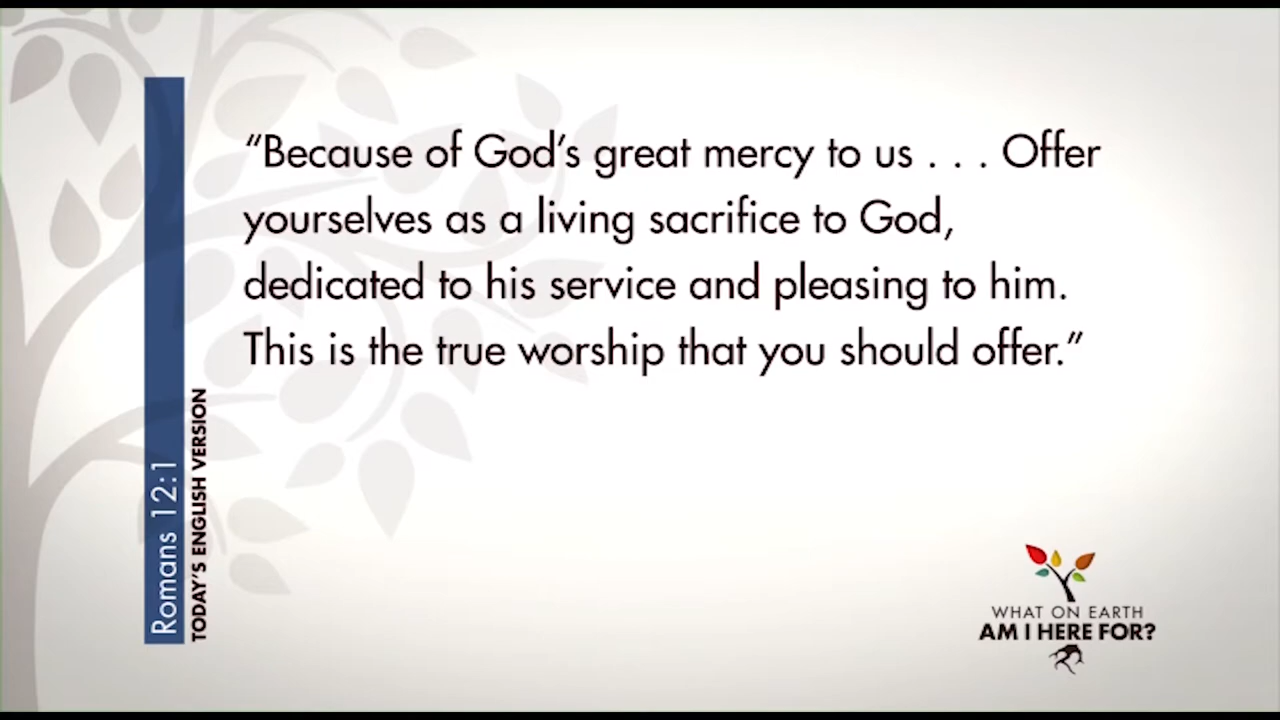 “Because of God’s great mercy to us . . . Offer
yourselves as a living sacrifice to God,
dedicated to his service and pleasing to him.
This is the true worship that you should offer.”
Romans 12:1
TODAY’S ENGLISH VERSION
WHAT ON EARTH
AM I HERE FOR?